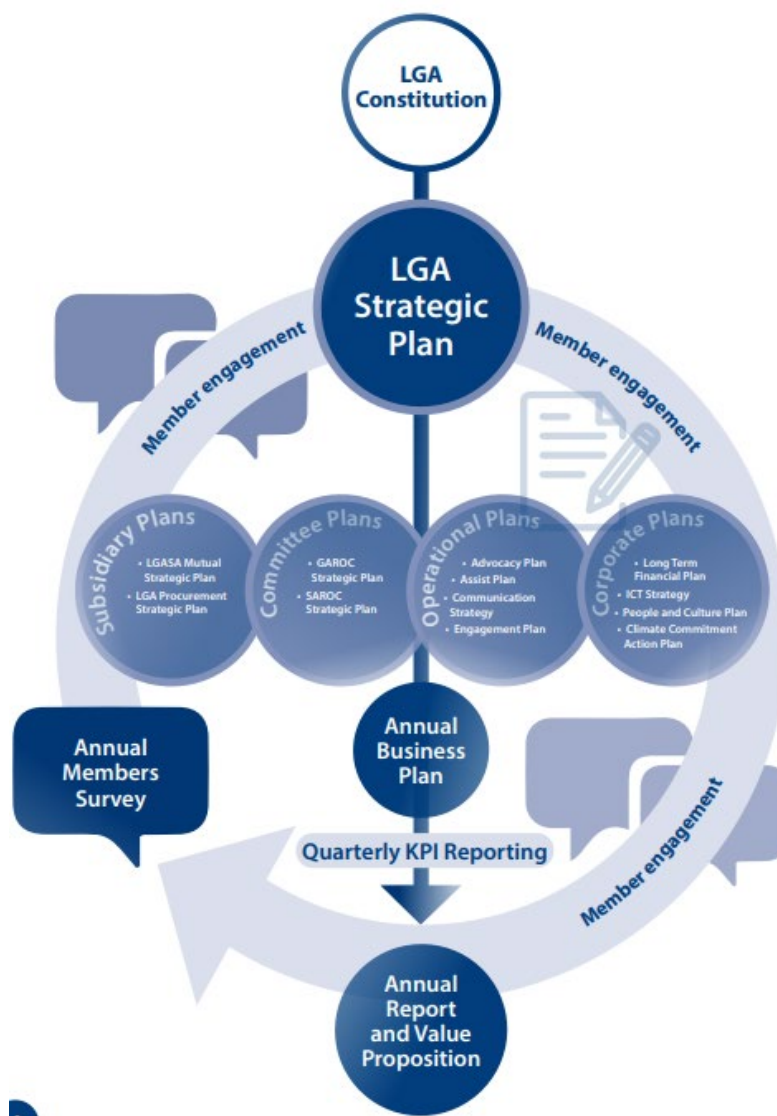 LGA
Constitution
LGA
Strategic
Plan
Member engagement
Member engagement
Subsidiary Plans
• LGASA Mutual
Strategic Plan
• LGA Procurement
Strategic Plan
Committee Plans
• GAROC
Strategic Plan
• SAROC
Strategic Plan
Operational Plans
• Advocacy Plan
• Assist Plan
• Communication
Strategy
• Engagement Plan
Corporate Plans
• Long Term
Financial Plan
• ICT Strategy
• People and Culture Plan
• Climate Commitment
Action Plan
Annual
Members
Survey
Annual
Business
Plan
Member engagement
Quarterly KPI Reporting
Annual
Report
and Value
Proposition